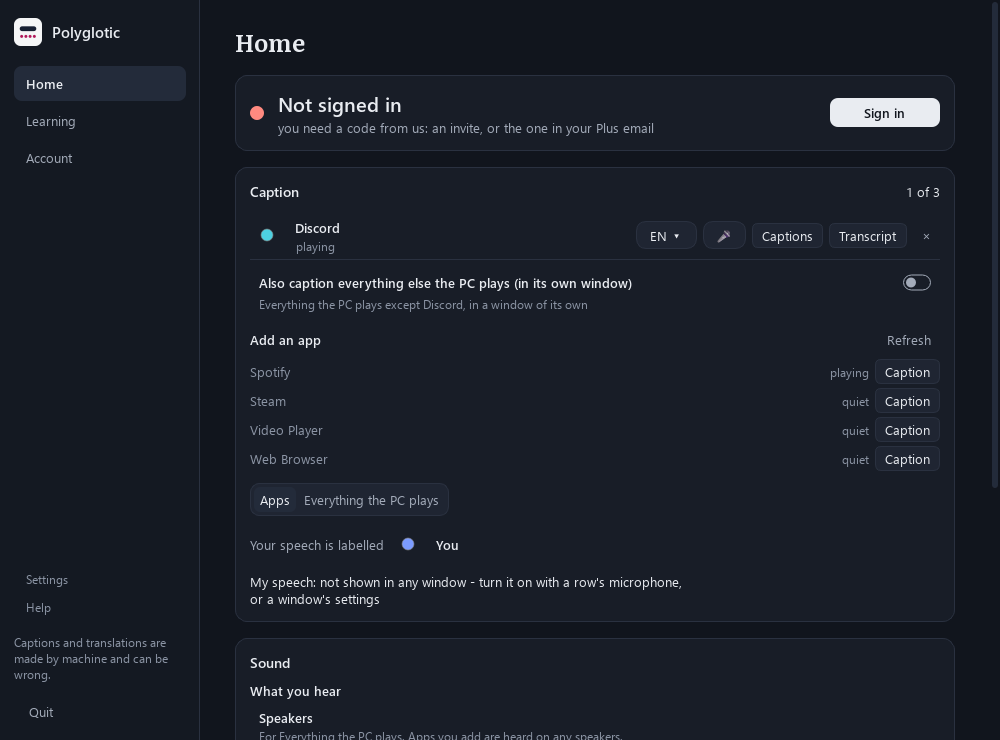 Polyglotic
Home
Learning
Account
Settings
Help
Captions and translations are
made by machine and can be
wrong.
Quit
Home
Not signed in
you need a code from us: an invite, or the one in your Plus email
Sign in
Caption
1 of 3
Discord
playing
EN
Captions
Transcript
×
Also caption everything else the PC plays (in its own window)
Everything the PC plays except Discord, in a window of its own
Add an app
Refresh
Spotify
playing
Caption
Steam
quiet
Caption
Video Player
quiet
Caption
Web Browser
quiet
Caption
Apps
Everything the PC plays
Your speech is labelled
You
My speech: not shown in any window - turn it on with a row's microphone,
or a window's settings
Sound
What you hear
Speakers
For Everything the PC plays. Apps you add are heard on any speakers.